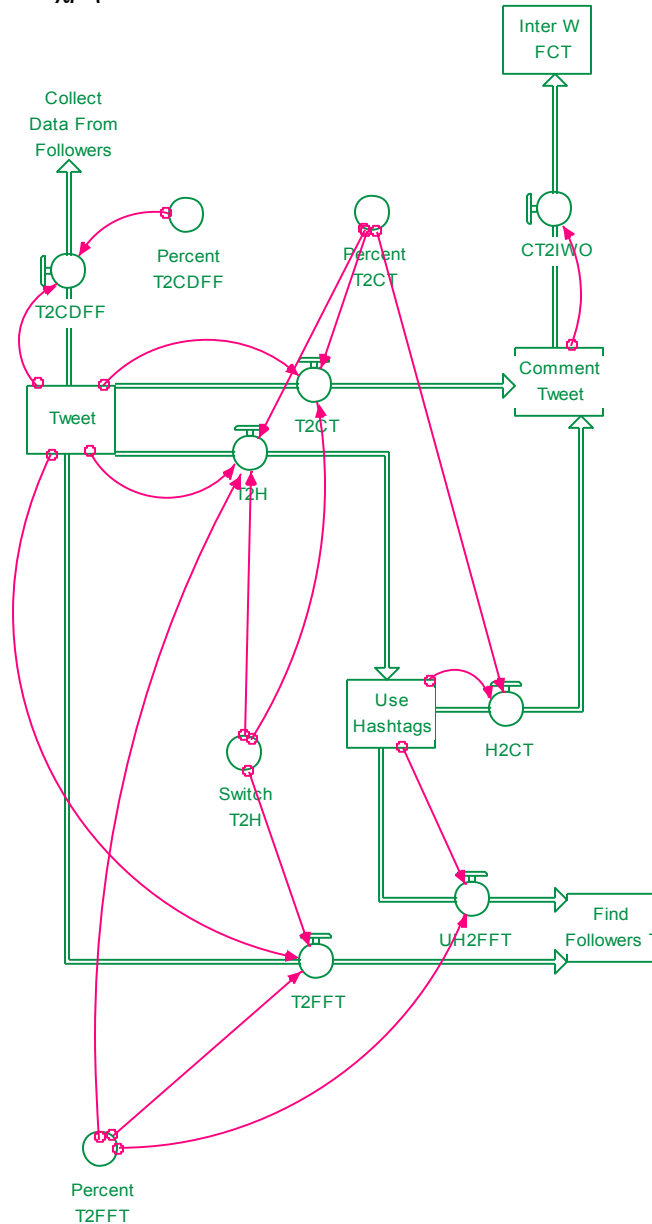 Inter W
FCT
Collect
Data From
Followers
Percent
T2CDFF
Percent
T2CT
CT2IWO
T2CDFF
Comment
Tweet
Tweet
T2CT
T2H
Use
Hashtags
H2CT
Switch
T2H
Find
Followers T
UH2FFT
T2FFT
Percent
T2FFT